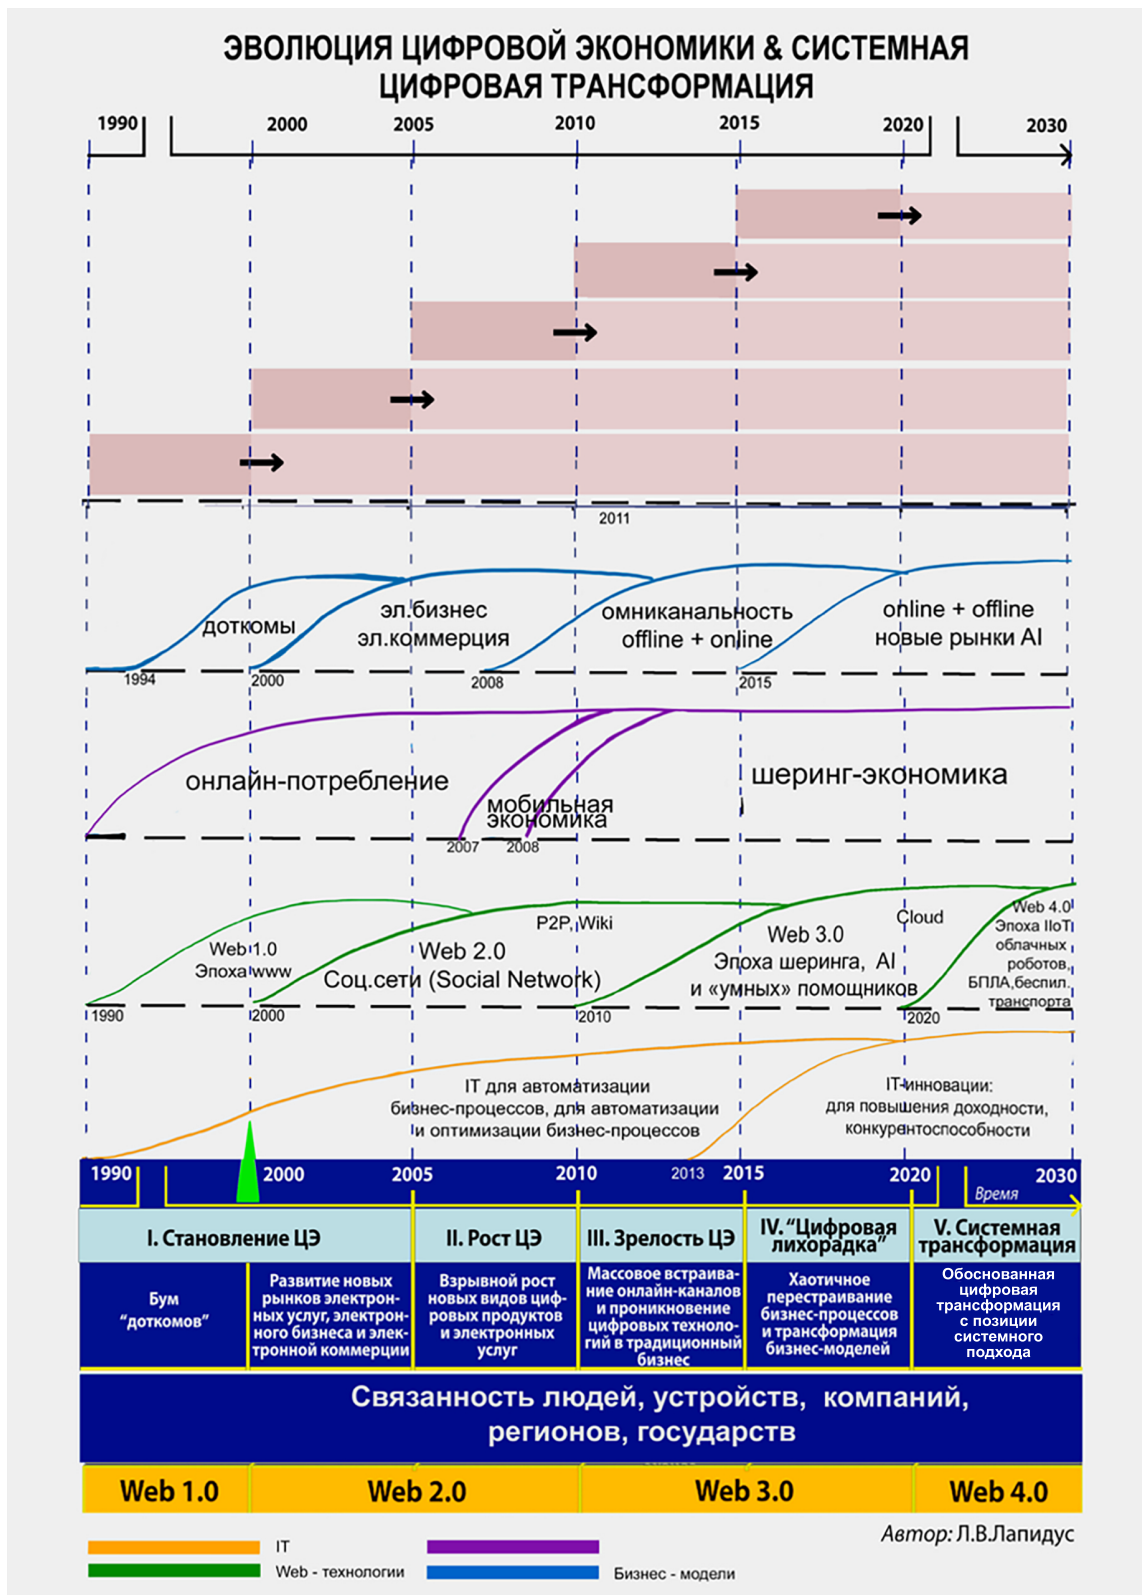 ЭВОЛЮЦИЯ ЦИФРОВОЙ ЭКОНОМИКИ & СИСТЕМНАЯ
ЦИФРОВАЯ ТРАНСФОРМАЦИЯ
1990 2000 2005 2010 2015 2020 2030
2011
доткомы
эл.бизнес
эл.коммерция
омниканальность
offline + online
online + offline
новые рынки AI
1994 2000 2008 2015
онлайн-потребление
мобильная
экономика
шеринг-экономика
2007 2008
Web 1.0
Эпоха www
Web 2.0
Соц.сети (Social Network)
P2P, Wiki
Web 3.0
Эпоха шеринга, AI
и «умных» помощников
Cloud
Web 4.0
Эпоха IIoT
облачных
роботов,
БПЛА,беспил.
транспорта
1990 2000 2010 2020
IT для автоматизации
бизнес-процессов, для автоматизации
и оптимизации бизнес-процессов
IT-инновации:
для повышения доходности,
конкурентоспособности
1990 2000 2005 2010 2013 2015 2020 2030
Время
I. Становление ЦЭ
II. Рост ЦЭ
III. Зрелость ЦЭ
IV. “Цифровая
лихорадка”
V. Системная
трансформация
Бум
“доткомов”
Развитие новых
рынков электрон-
ных услуг, электрон-
ного бизнеса и элек-
тронной коммерции
Взрывной рост
новых видов циф-
ровых продуктов
и электронных
услуг
Массовое встраива-
ние онлайн-каналов
и проникновение
цифровых техноло-
гий в традиционный
бизнес
Хаотичное
перестраивание
бизнес-процессов
и трансформация
бизнес-моделей
Обоснованная
цифровая
трансформация
с позиции
системного
подхода
Связанность людей, устройств, компаний,
регионов, государств
Web 1.0 Web 2.0 Web 3.0 Web 4.0
Автор: Л.В.Лапидус
IT
Web - технологии
Бизнес - модели